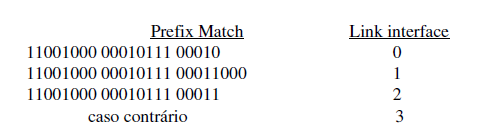 Prefix Match Link interface
11001000 00010111 00010 0
11001000 00010111 00011000 1
11001000 00010111 00011 2
caso contrário 3